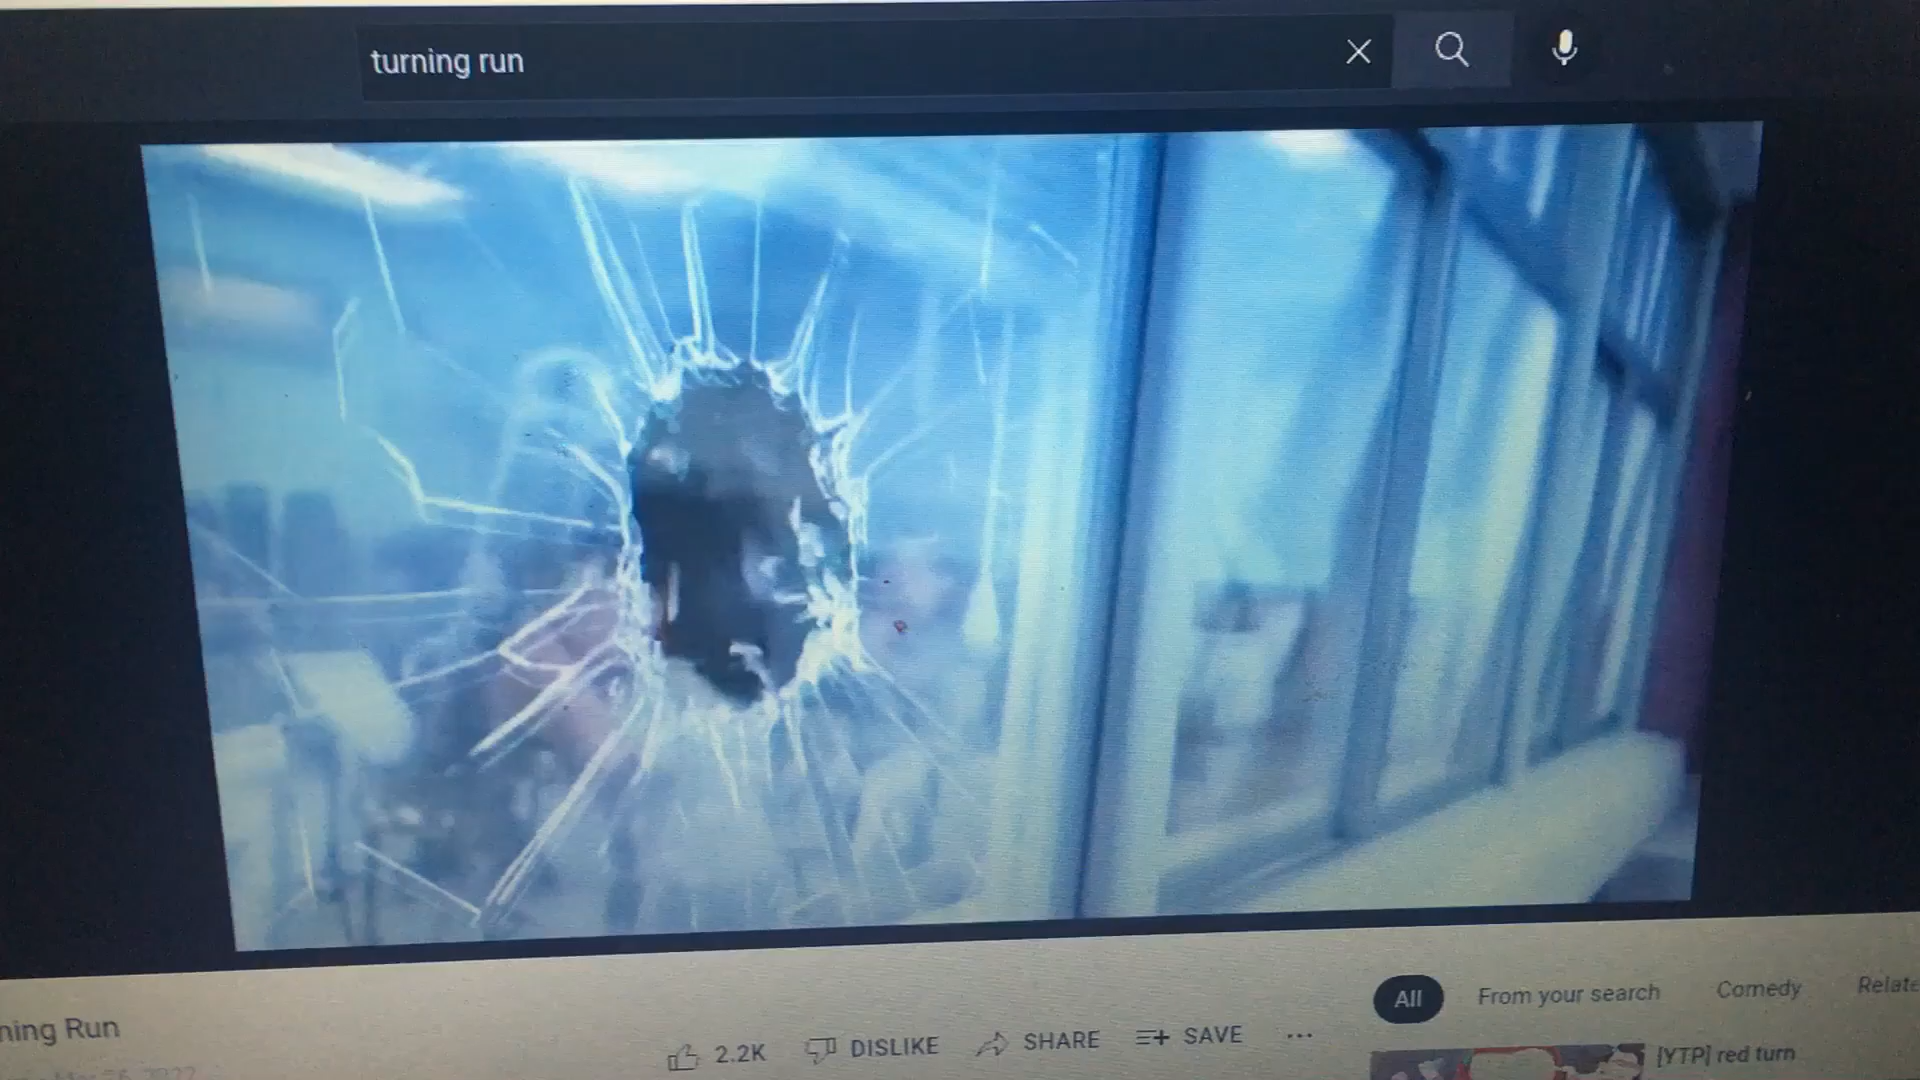 turning run
All
From your search
Comedy
ning Run
2.2K
DISLIKE
SHARE
SAVE
[YTP] red turn